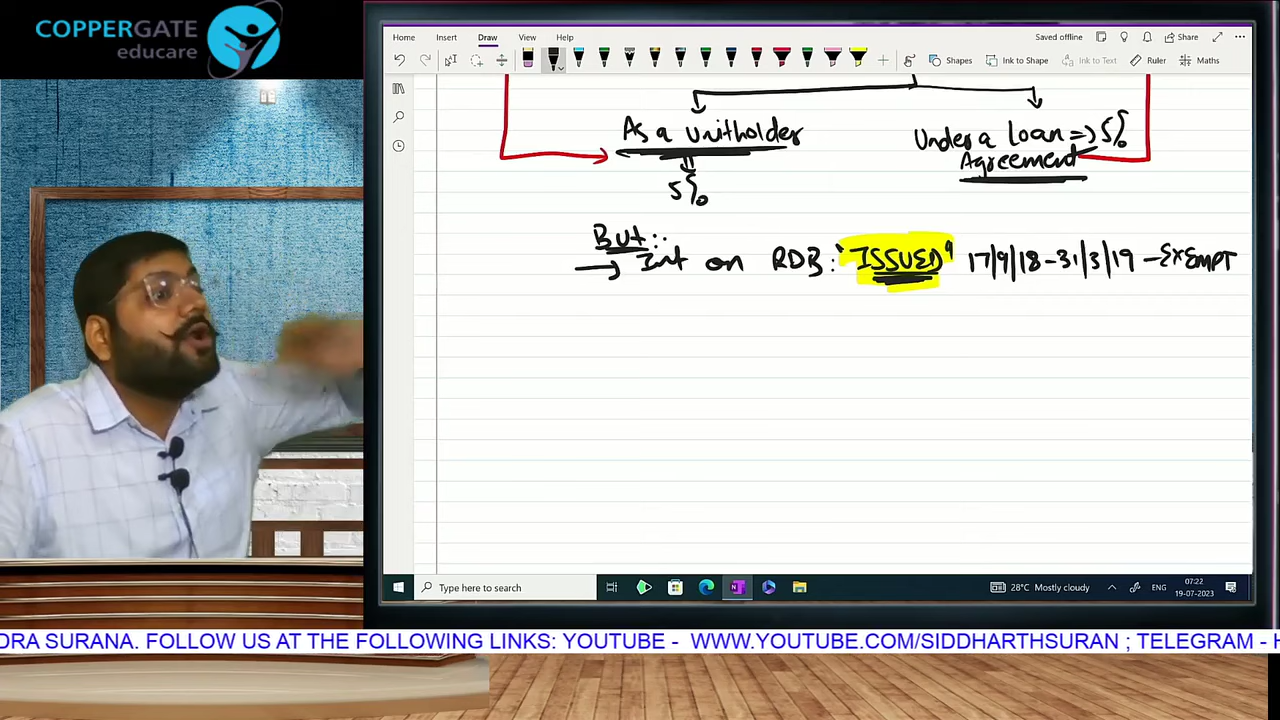 COPPERGATE
educare
Home Insert Draw View Help
Saved offline
Share
Shapes
Ink to Shape
Ink to Text
Ruler
Maths
As a unitholder
5%
Under a Loan => 5%
Agreement
But:
Int on RDB: "ISSUED" 17/9/18-31/3/19 - Exempt
Type here to search
28°C Mostly cloudy
ENG
07:22
19-07-2023
DRA SURANA. FOLLOW US AT THE FOLLOWING LINKS: YOUTUBE - WWW.YOUTUBE.COM/SIDDHARTHSURAN ; TELEGRAM - H